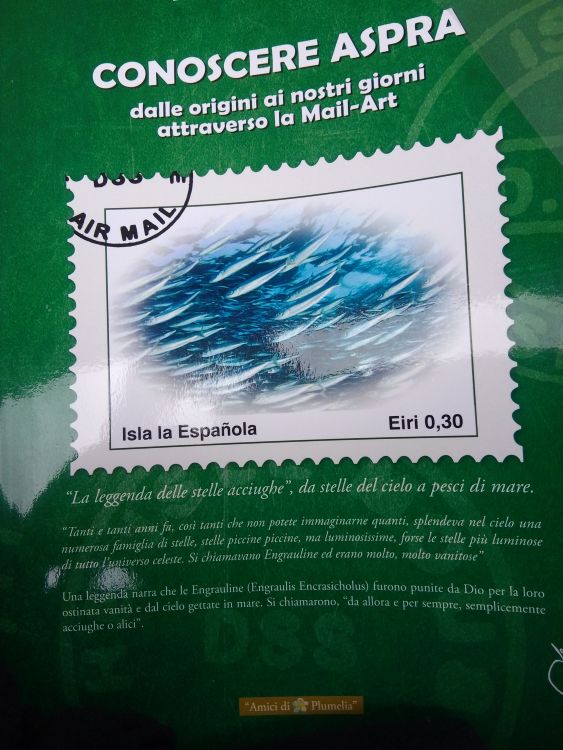 CONOSCERE ASPRA
dalle origini ai nostri giorni
attraverso la Mail-Art
DSS M
AIR MAIL
Isla la Española
Eiri 0,30
"La leggenda delle stelle acciughe", da stelle del cielo a pesci di mare.
"Tanti e tanti anni fa, così tanti che non potete immaginarne quanti, splendeva nel cielo una
numerosa famiglia di stelle, stelle piccine piccine, ma luminosissime, forse le stelle più luminose
di tutto l'universo celeste. Si chiamavano Engrauline ed erano molto, molto vanitose"
Una leggenda narra che le Engrauline (Engraulis Encrasicholus) furono punite da Dio per la loro
ostinata vanità e dal cielo gettate in mare. Si chiamarono, "da allora e per sempre, semplicemente
acciughe o alici".
DSS
"Amici di Plumelia"